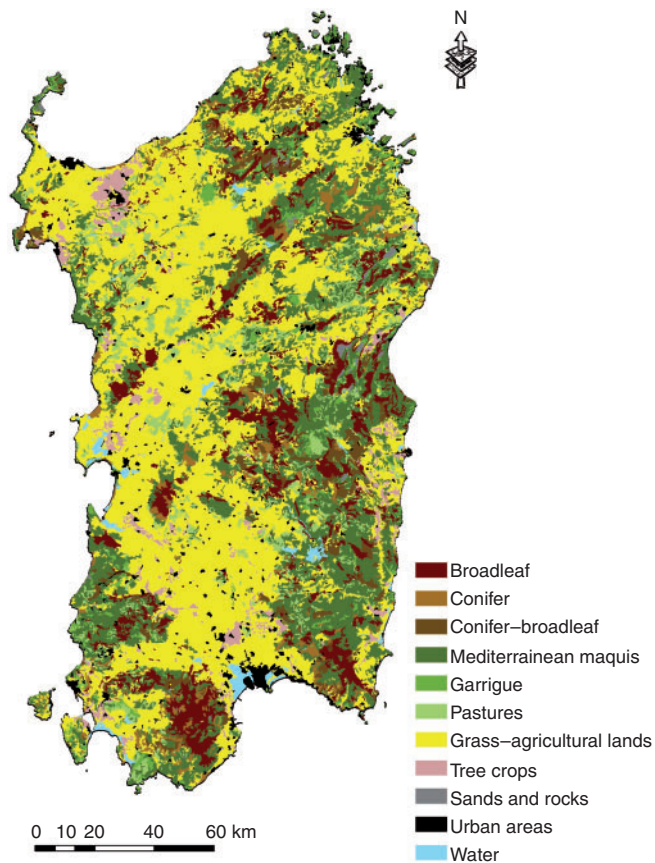 N
Broadleaf
Conifer
Conifer–broadleaf
Mediterrainean maquis
Garrigue
Pastures
Grass–agricultural lands
Tree crops
Sands and rocks
Urban areas
Water
0 10 20 40 60 km